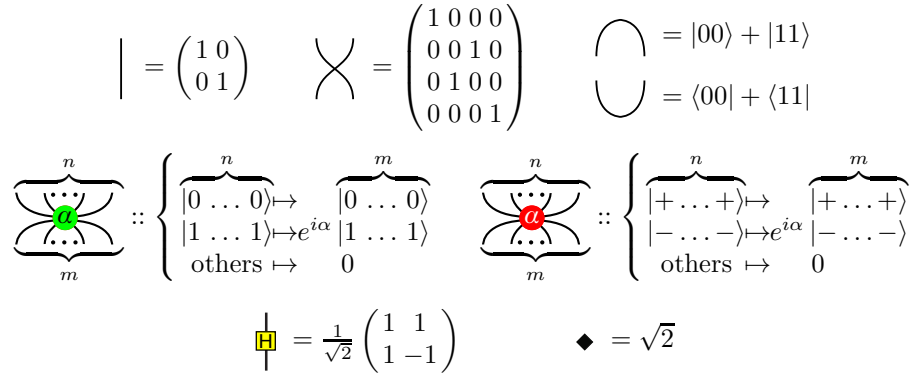 = ( 1 0 0 1 )
= ( 1 0 0 0 0 0 1 0 0 1 0 0 0 0 0 1 )
= |00⟩ + |11⟩
= ⟨00| + ⟨11|
n n m
α :: { |0 … 0⟩ ↦ |0 … 0⟩
|1 … 1⟩ ↦ e^{iα} |1 … 1⟩
others ↦ 0
m
n n m
α :: { |+ … +⟩ ↦ |+ … +⟩
|− … −⟩ ↦ e^{iα} |− … −⟩
others ↦ 0
m
H = 1/√2 ( 1 1 1 −1 )
◆ = √2